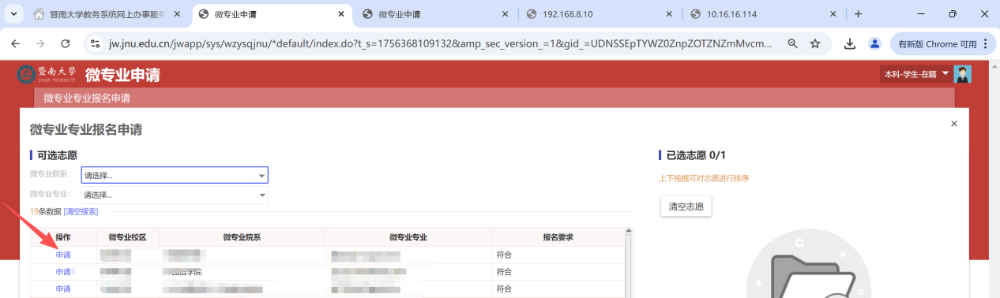 暨南大学教务系统网上办事服务
微专业申请
微专业申请
192.168.8.10
10.16.16.114
jw.jnu.edu.cn/jwapp/sys/wzysqjnu/*default/index.do?t_s=1756368109132&amp_sec_version_=1&gid_=UDNSSEpTYWZ0ZnpZOTZNZmMvcm...
有新版 Chrome 可用
暨南大學
JINAN UNIVERSITY
微专业申请
本科-学生-在籍
微专业专业报名申请
微专业专业报名申请
可选志愿
已选志愿 0/1
微专业院系:
请选择...
上下拖拽可对志愿进行排序
微专业专业:
请选择...
清空志愿
19条数据 [清空搜索]
操作 微专业校区 微专业院系 微专业专业 报名要求
申请 符合
申请 国语学院 符合
申请 符合